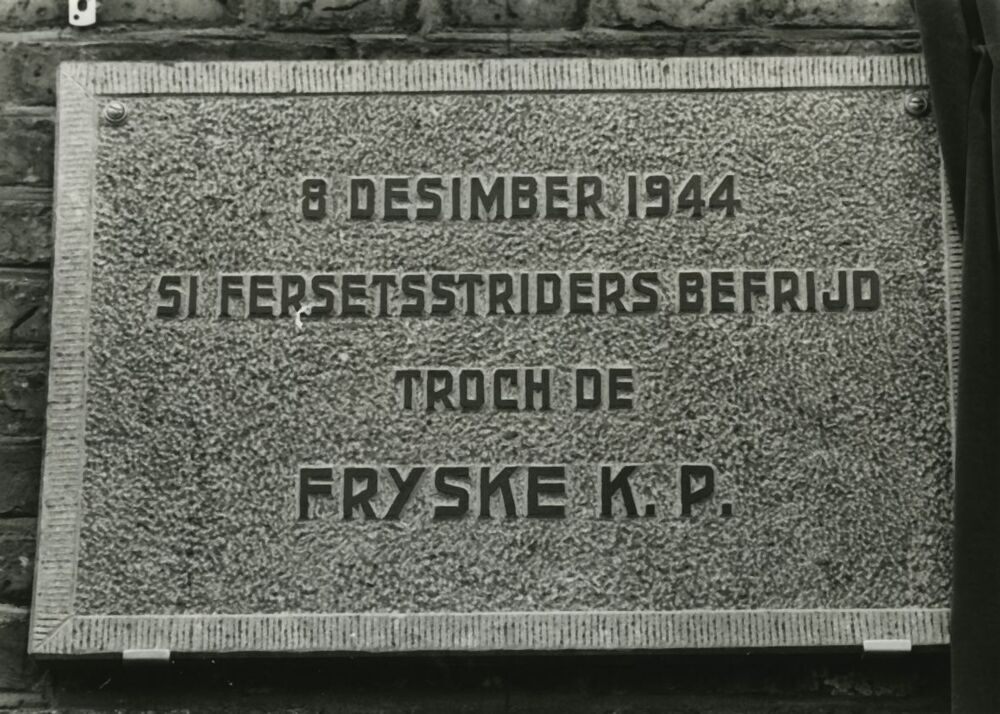 8 DESIMBER 1944
51 FERSETSSTRIDERS BEFRIJD
TROCH DE
FRYSKE K.P.